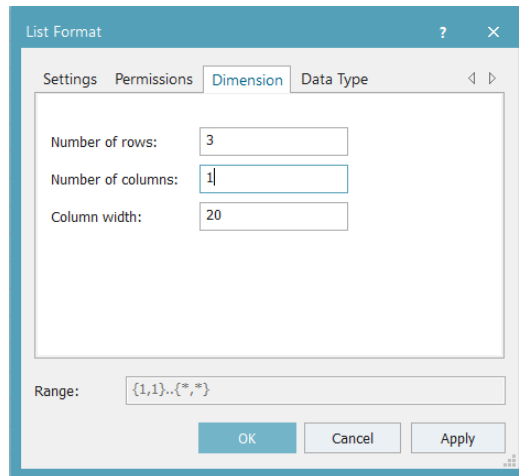 List Format ?
Settings Permissions Dimension Data Type
Number of rows: 3
Number of columns: 1
Column width: 20
Range: {1,1}..{*,*}
OK Cancel Apply